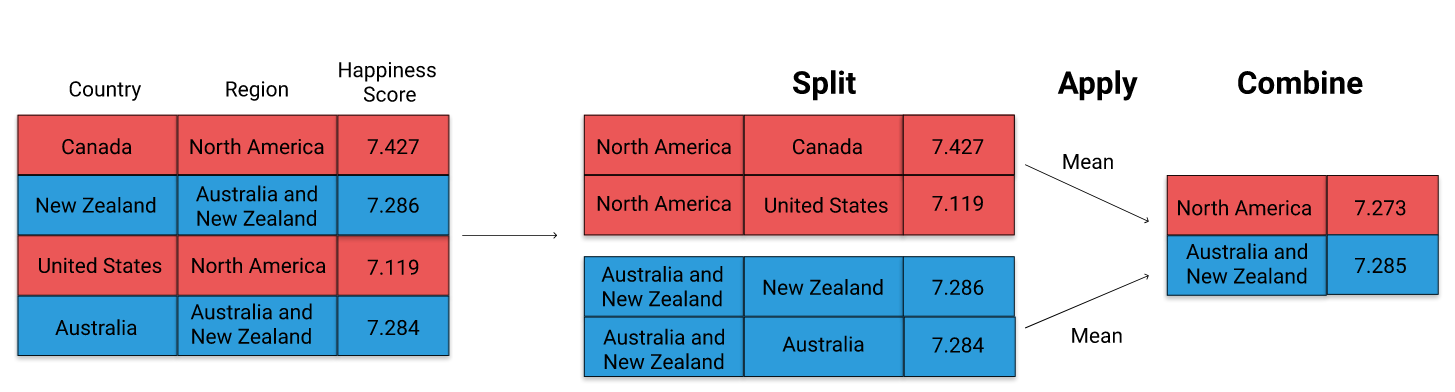 Country
Region
Happiness
Score
Canada
North America
7.427
New Zealand
Australia and
New Zealand
7.286
United States
North America
7.119
Australia
Australia and
New Zealand
7.284
Split
North America
Canada
7.427
North America
United States
7.119
Australia and
New Zealand
New Zealand
7.286
Australia and
New Zealand
Australia
7.284
Apply
Mean
Mean
Combine
North America
7.273
Australia and
New Zealand
7.285